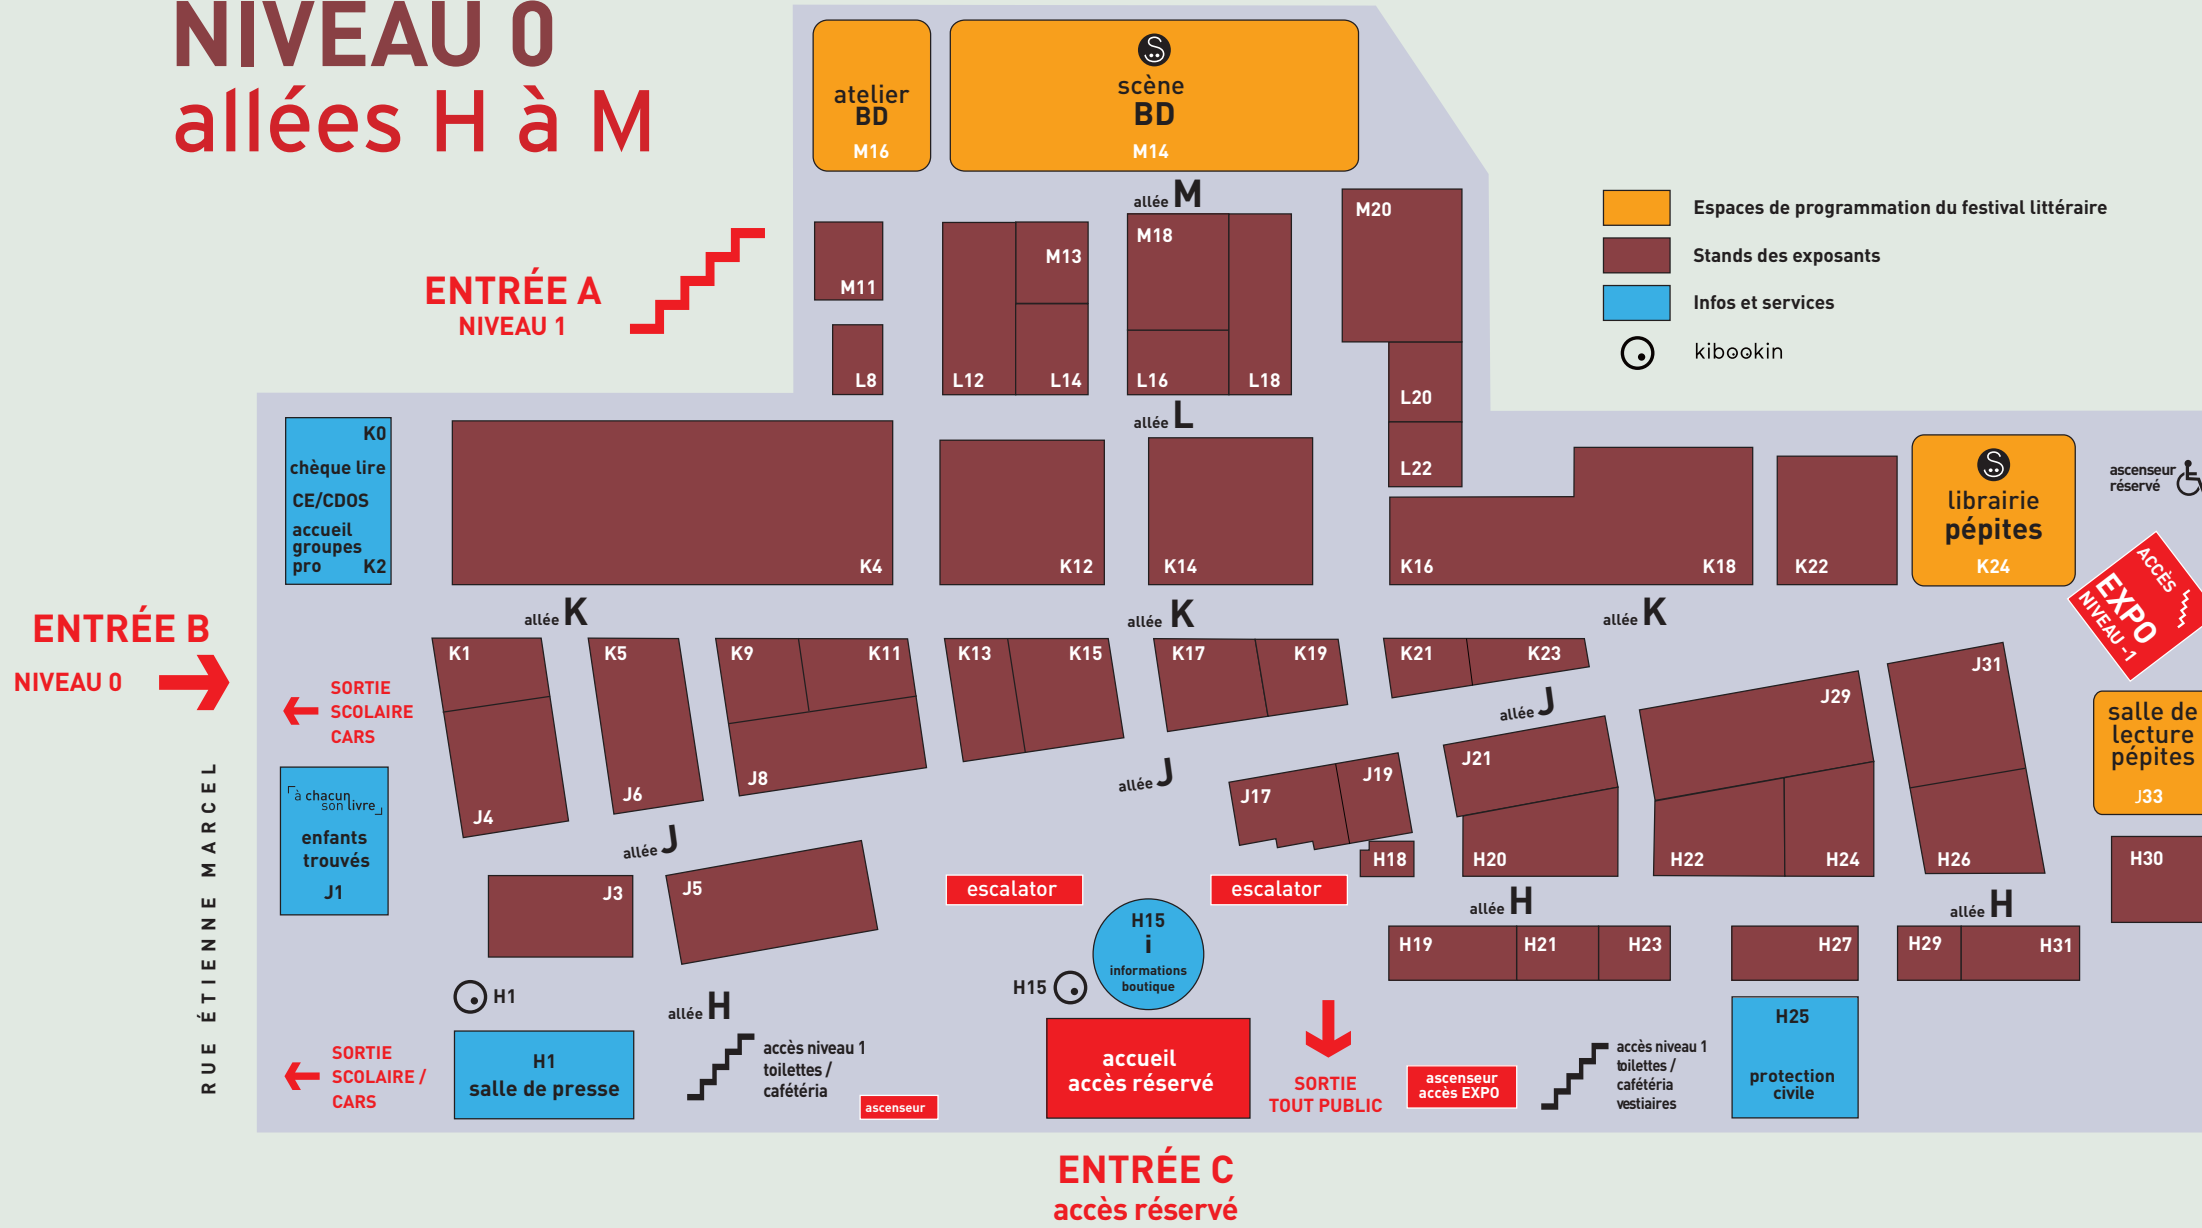 NIVEAU 0
allées H à M
atelier
BD
M16
scène
BD
M14
allée M
M20
Espaces de programmation du festival littéraire
Stands des exposants
Infos et services
kibookin
M11
M13
M18
ENTRÉE A
NIVEAU 1
L8
L12
L14
L16
L18
L20
L22
allée L
K0
chèque lire
CE/CDOS
accueil
groupes
pro K2
K4
K12
K14
K16
K18
K22
librairie
pépites
K24
ascenseur
réservé
ACCÈS
EXPO
NIVEAU -1
allée K
allée K
allée K
ENTRÉE B
NIVEAU 0
SORTIE
SCOLAIRE
CARS
K1
K5
K9
K11
K13
K15
K17
K19
K21
K23
J31
J29
allée J
salle de
lecture
pépites
J33
RUE ÉTIENNE MARCEL
à chacun
son livre
enfants
trouvés
J1
J4
J6
J8
allée J
allée J
J17
J19
J21
H18
H20
H22
H24
H26
H30
J3
J5
escalator
escalator
allée H
allée H
H15
i
informations
boutique
H15
H19
H21
H23
H27
H29
H31
H1
allée H
SORTIE
SCOLAIRE /
CARS
H1
salle de presse
accès niveau 1
toilettes /
cafétéria
ascenseur
accueil
accès réservé
SORTIE
TOUT PUBLIC
ascenseur
accès EXPO
accès niveau 1
toilettes /
cafétéria
vestiaires
H25
protection
civile
ENTRÉE C
accès réservé